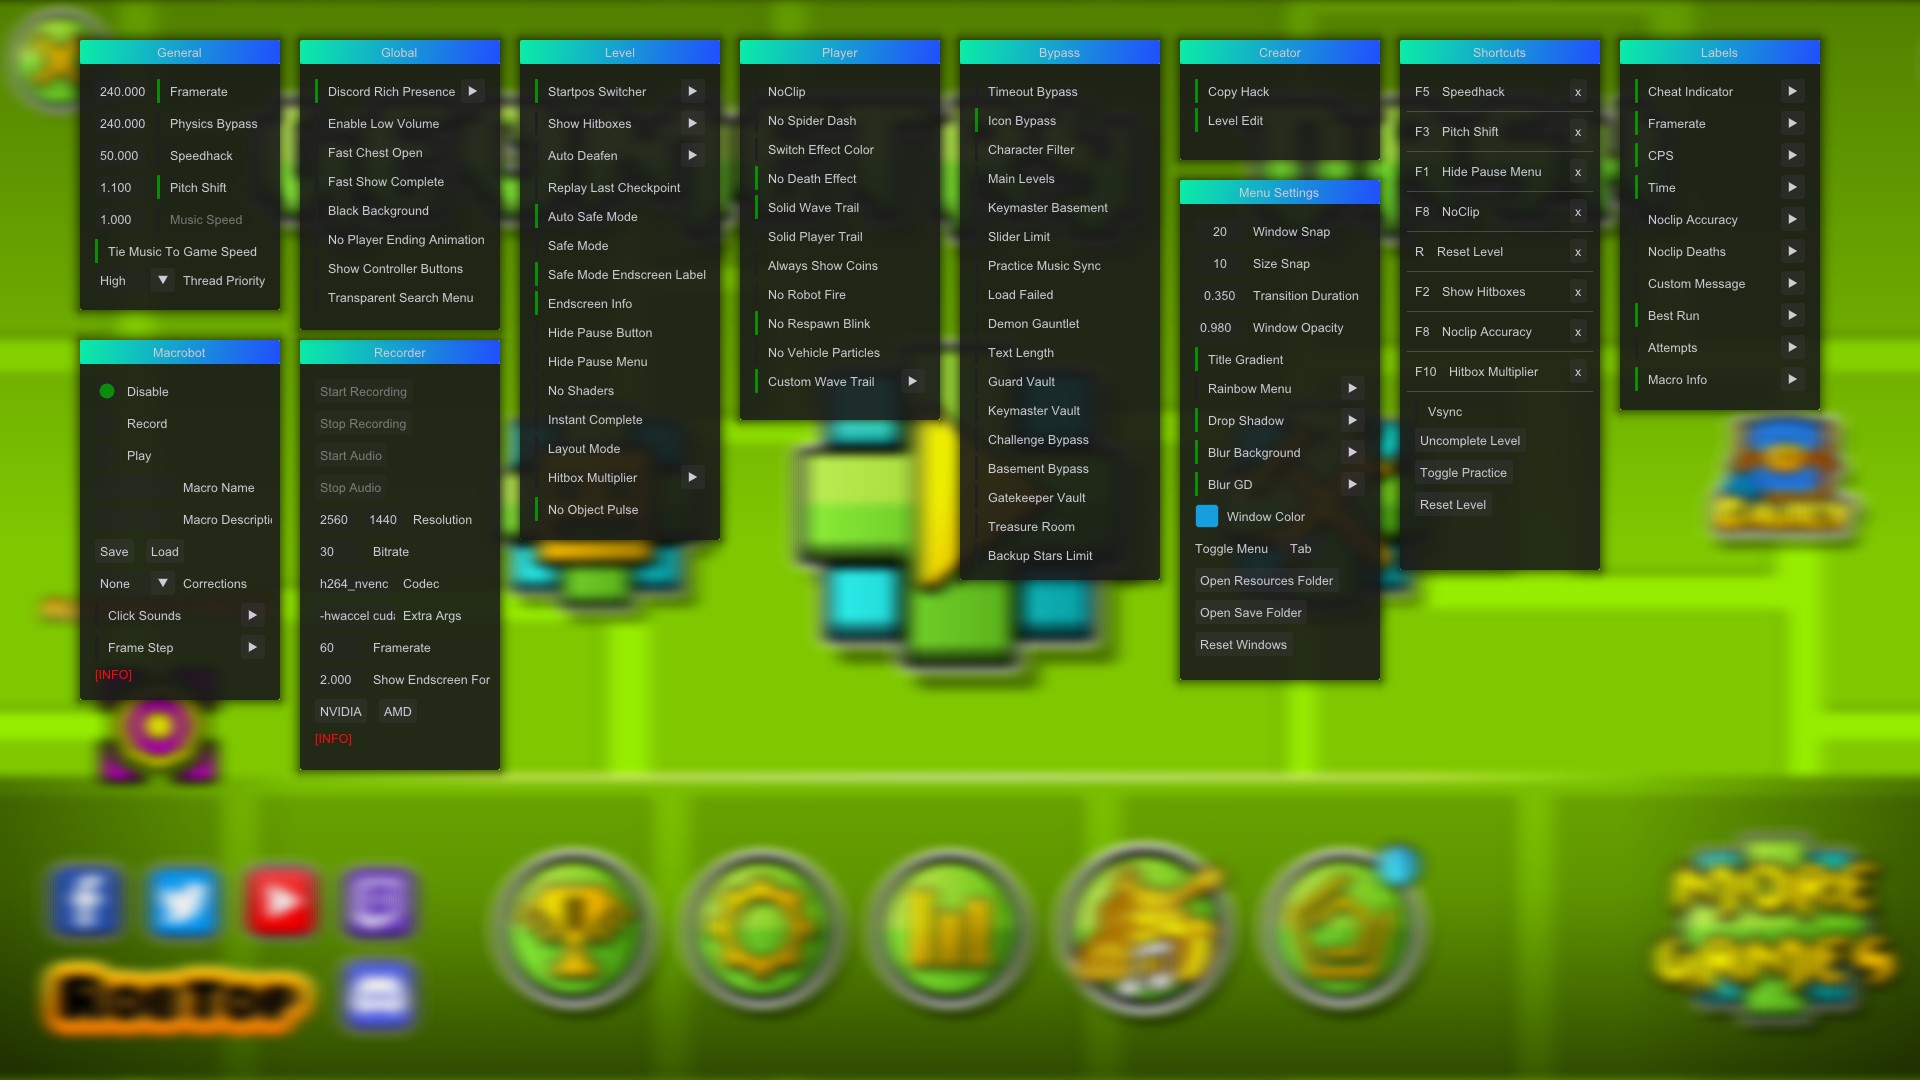 General
240.000 Framerate
240.000 Physics Bypass
50.000 Speedhack
1.100 Pitch Shift
1.000 Music Speed
Tie Music To Game Speed
High Thread Priority
Macrobot
Disable
Record
Play
Macro Name
Macro Descripti
Save Load
None Corrections
Click Sounds
Frame Step
[INFO]
Global
Discord Rich Presence
Enable Low Volume
Fast Chest Open
Fast Show Complete
Black Background
No Player Ending Animation
Show Controller Buttons
Transparent Search Menu
Recorder
Start Recording
Stop Recording
Start Audio
Stop Audio
2560 1440 Resolution
30 Bitrate
h264_nvenc Codec
-hwaccel cuda Extra Args
60 Framerate
2.000 Show Endscreen For
NVIDIA AMD
[INFO]
Level
Startpos Switcher
Show Hitboxes
Auto Deafen
Replay Last Checkpoint
Auto Safe Mode
Safe Mode
Safe Mode Endscreen Label
Endscreen Info
Hide Pause Button
Hide Pause Menu
No Shaders
Instant Complete
Layout Mode
Hitbox Multiplier
No Object Pulse
Player
NoClip
No Spider Dash
Switch Effect Color
No Death Effect
Solid Wave Trail
Solid Player Trail
Always Show Coins
No Robot Fire
No Respawn Blink
No Vehicle Particles
Custom Wave Trail
Bypass
Timeout Bypass
Icon Bypass
Character Filter
Main Levels
Keymaster Basement
Slider Limit
Practice Music Sync
Load Failed
Demon Gauntlet
Text Length
Guard Vault
Keymaster Vault
Challenge Bypass
Basement Bypass
Gatekeeper Vault
Treasure Room
Backup Stars Limit
Creator
Copy Hack
Level Edit
Menu Settings
20 Window Snap
10 Size Snap
0.350 Transition Duration
0.980 Window Opacity
Title Gradient
Rainbow Menu
Drop Shadow
Blur Background
Blur GD
Window Color
Toggle Menu Tab
Open Resources Folder
Open Save Folder
Reset Windows
Shortcuts
F5 Speedhack x
F3 Pitch Shift x
F1 Hide Pause Menu x
F8 NoClip x
R Reset Level x
F2 Show Hitboxes x
F8 Noclip Accuracy x
F10 Hitbox Multiplier x
Vsync
Uncomplete Level
Toggle Practice
Reset Level
Labels
Cheat Indicator
Framerate
CPS
Time
Noclip Accuracy
Noclip Deaths
Custom Message
Best Run
Attempts
Macro Info
RobTop
MORE
GAMES